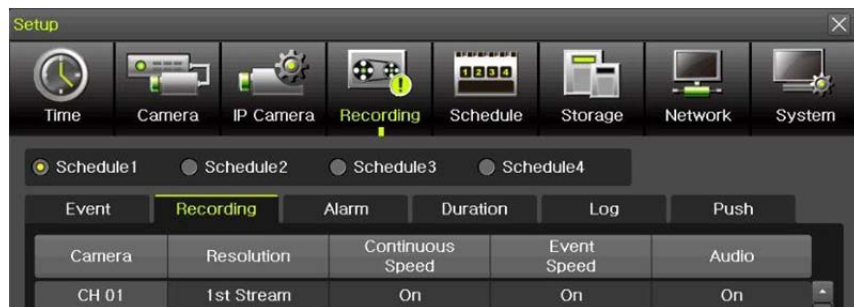 Setup
Time Camera IP Camera Recording Schedule Storage Network System
Schedule1 Schedule2 Schedule3 Schedule4
Event Recording Alarm Duration Log Push
Camera Resolution Continuous Speed Event Speed Audio
CH 01 1st Stream On On On